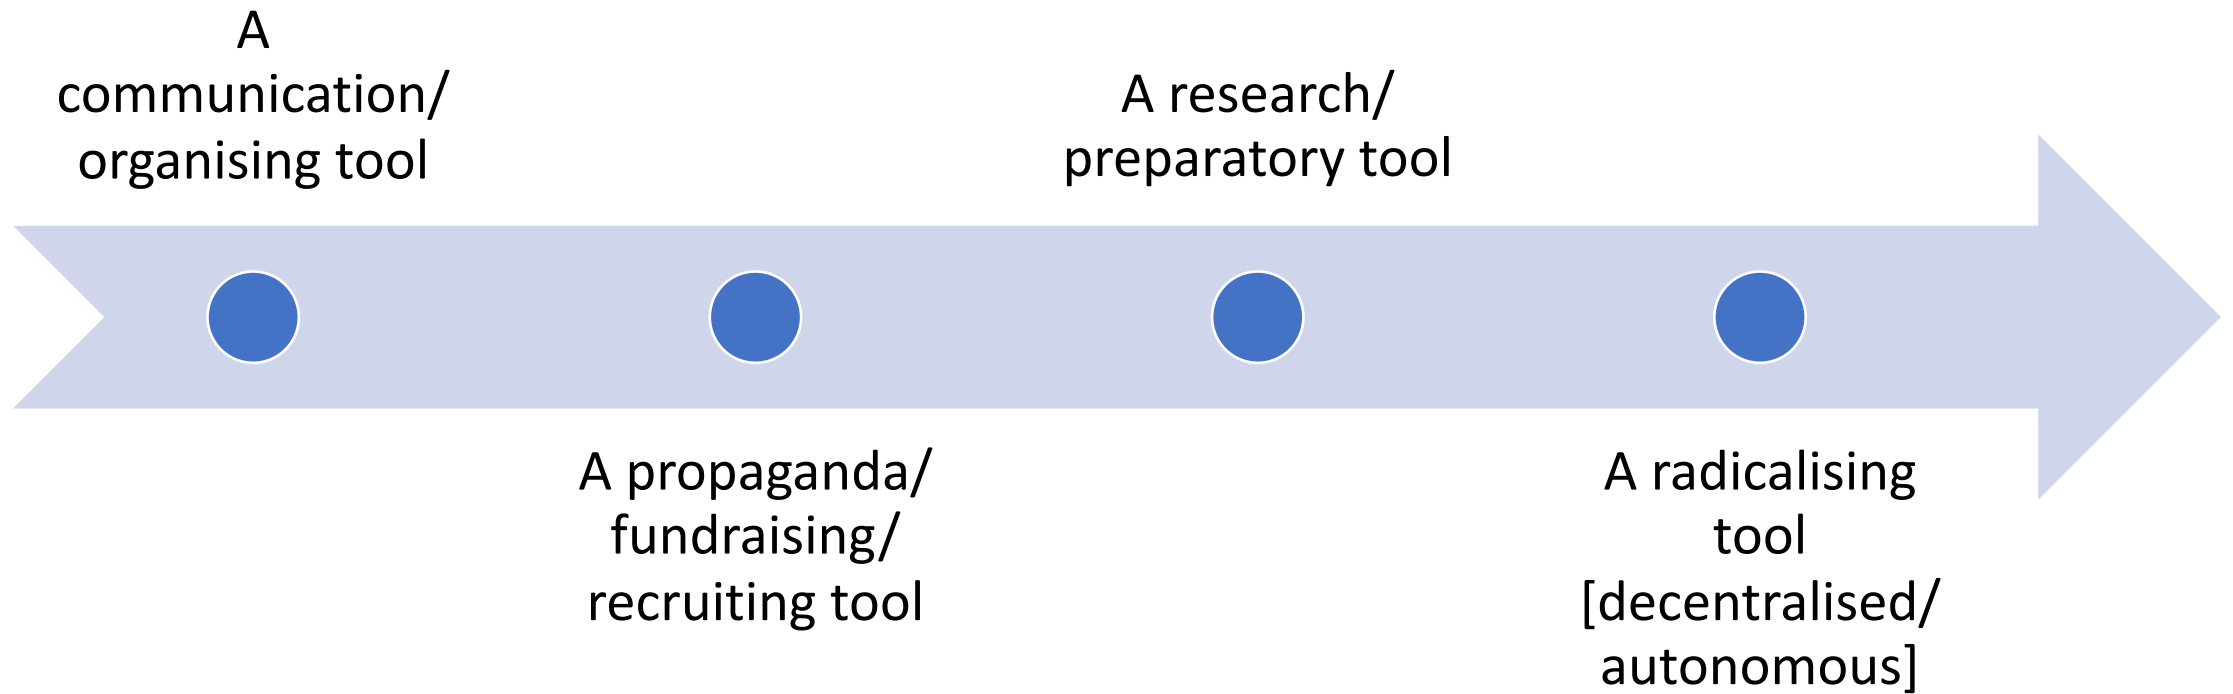 A
communication/
organising tool
A propaganda/
fundraising/
recruiting tool
A research/
preparatory tool
A radicalising
tool
[decentralised/
autonomous]